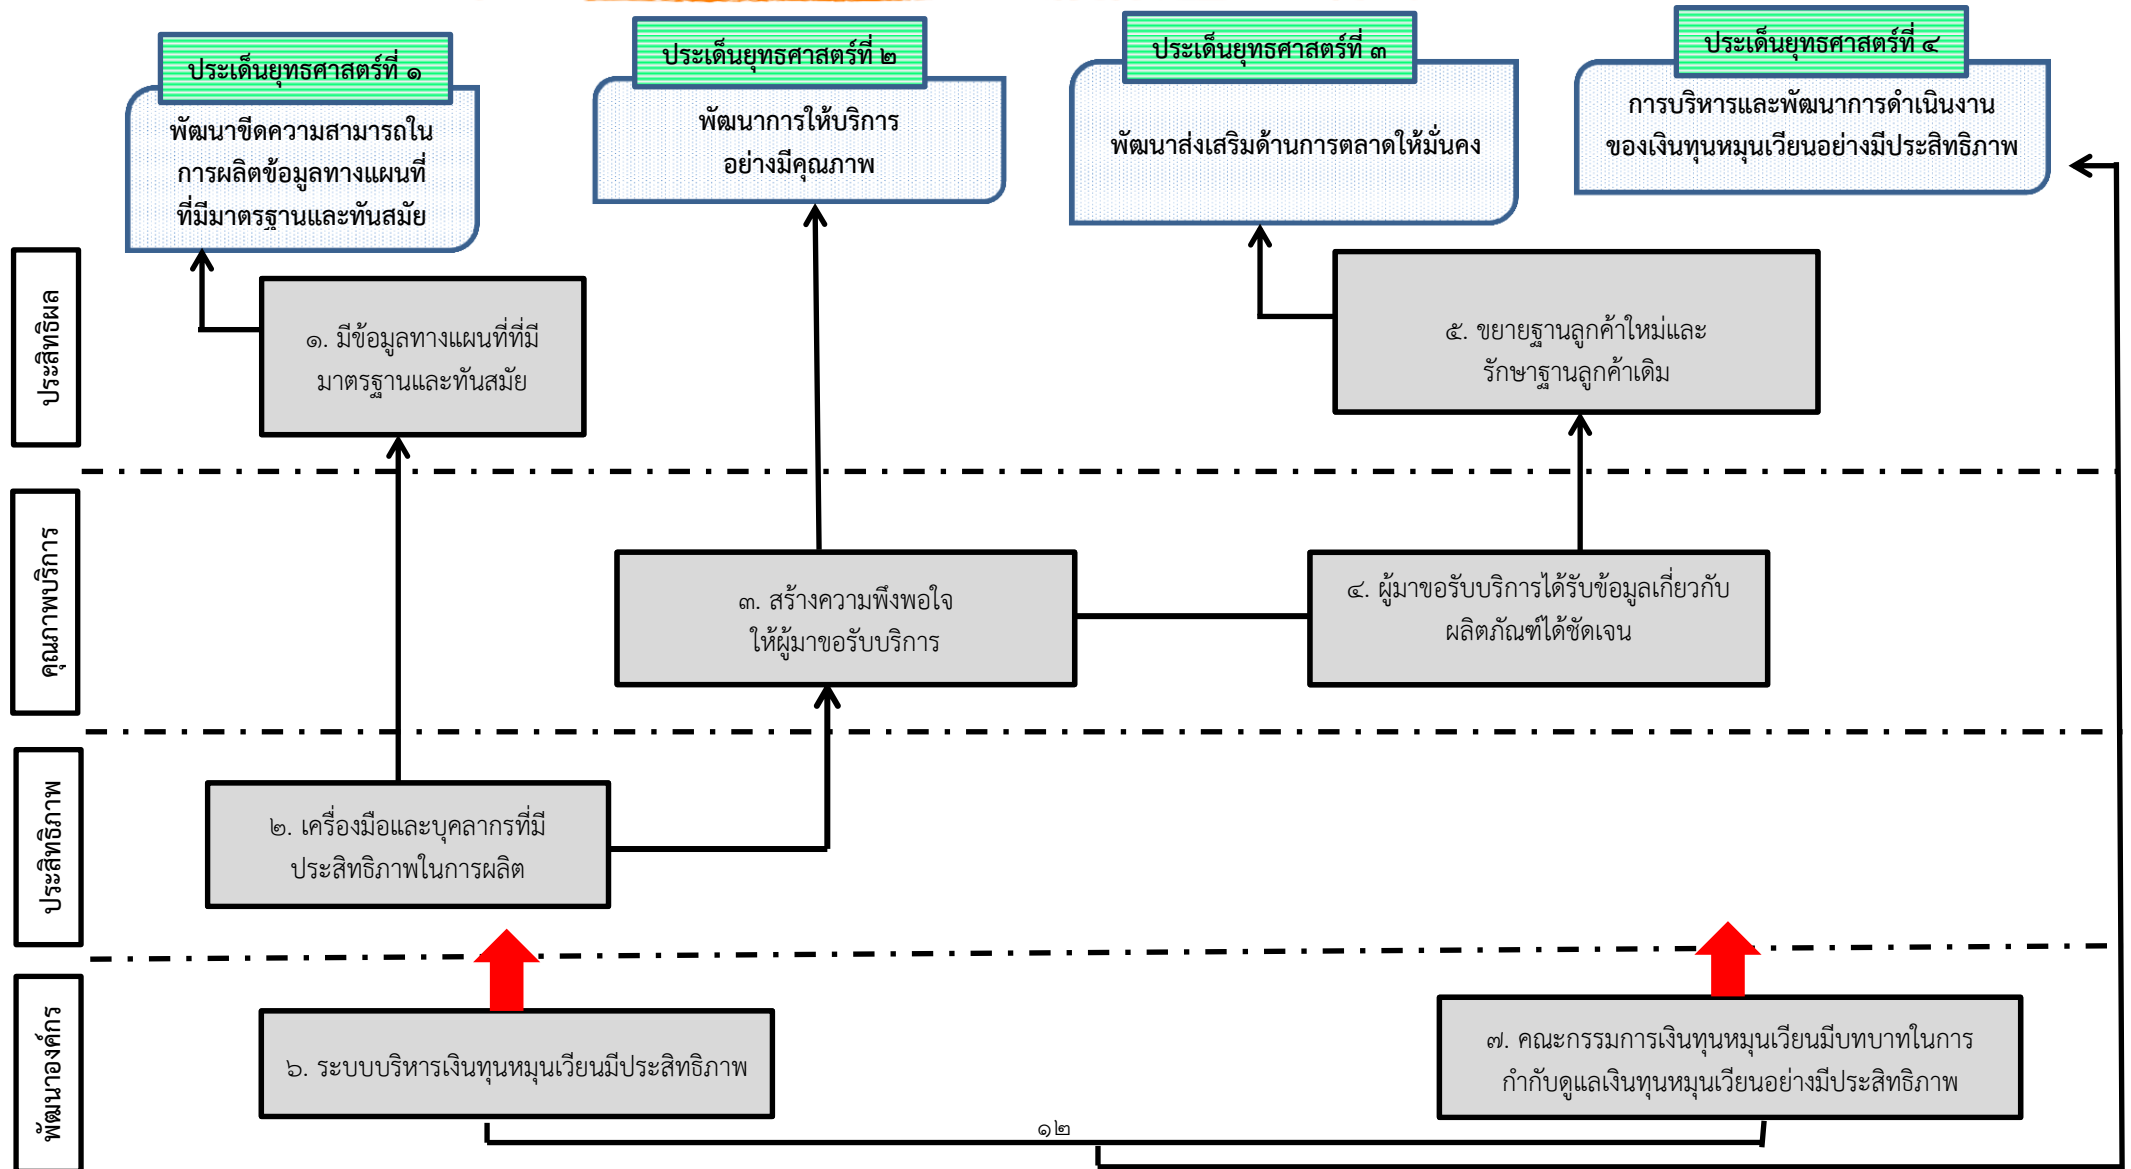 ประเด็นยุทธศาสตร์ที่ ๑
พัฒนาขีดความสามารถใน
การผลิตข้อมูลทางแผนที่
ที่มีมาตรฐานและทันสมัย
ประเด็นยุทธศาสตร์ที่ ๒
พัฒนาการให้บริการ
อย่างมีคุณภาพ
ประเด็นยุทธศาสตร์ที่ ๓
พัฒนาส่งเสริมด้านการตลาดให้มั่นคง
ประเด็นยุทธศาสตร์ที่ ๔
การบริหารและพัฒนาการดำเนินงาน
ของเงินทุนหมุนเวียนอย่างมีประสิทธิภาพ
ประสิทธิผล
๑. มีข้อมูลทางแผนที่ที่มี
มาตรฐานและทันสมัย
๕. ขยายฐานลูกค้าใหม่และ
รักษาฐานลูกค้าเดิม
คุณภาพบริการ
๓. สร้างความพึงพอใจ
ให้ผู้มาขอรับบริการ
๔. ผู้มาขอรับบริการได้รับข้อมูลเกี่ยวกับ
ผลิตภัณฑ์ได้ชัดเจน
ประสิทธิภาพ
๒. เครื่องมือและบุคลากรที่มี
ประสิทธิภาพในการผลิต
พัฒนาองค์กร
๖. ระบบบริหารเงินทุนหมุนเวียนมีประสิทธิภาพ
๗. คณะกรรมการเงินทุนหมุนเวียนมีบทบาทในการ
กำกับดูแลเงินทุนหมุนเวียนอย่างมีประสิทธิภาพ
๑๒